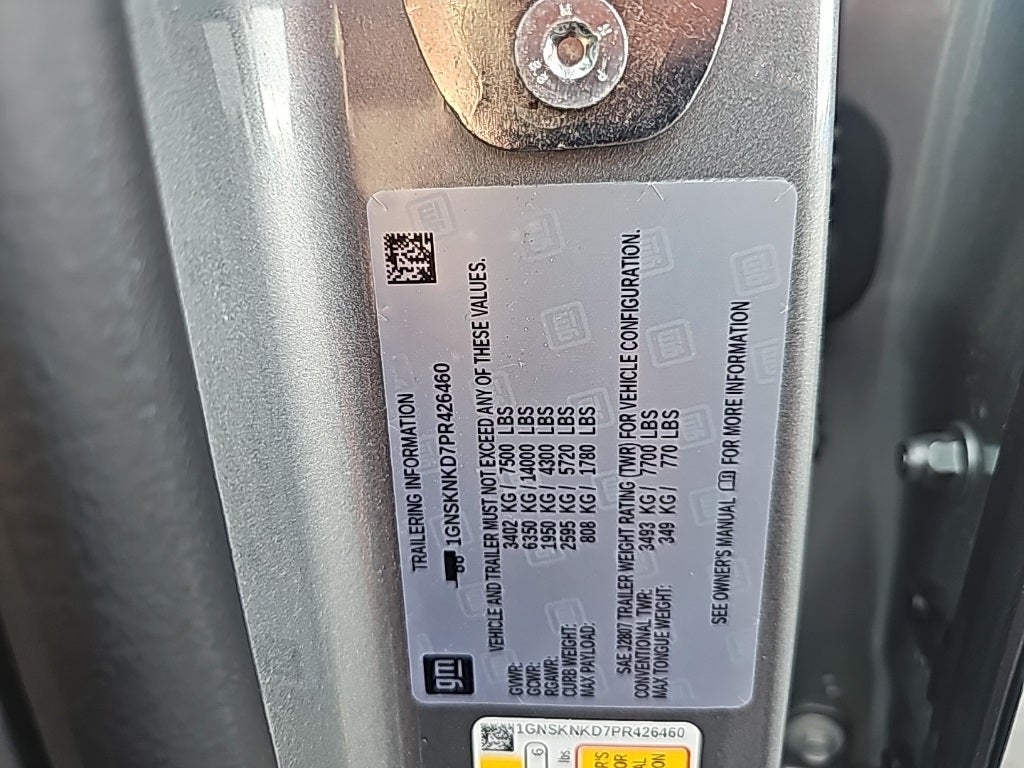 TRAILERING INFORMATION
1GNSKNKD7PR426460
gm
VEHICLE AND TRAILER MUST NOT EXCEED ANY OF THESE VALUES.
GVWR: 3402 KG / 7500 LBS
GCWR: 6350 KG / 14000 LBS
RGAWR: 1950 KG / 4300 LBS
CURB WEIGHT: 2595 KG / 5720 LBS
MAX PAYLOAD: 808 KG / 1780 LBS
SAE J2807 TRAILER WEIGHT RATING (TWR) FOR VEHICLE CONFIGURATION.
CONVENTIONAL TWR: 3493 KG / 7700 LBS
MAX TONGUE WEIGHT: 349 KG / 770 LBS
SEE OWNER'S MANUAL FOR MORE INFORMATION
1GNSKNKD7PR426460
6
lbs.